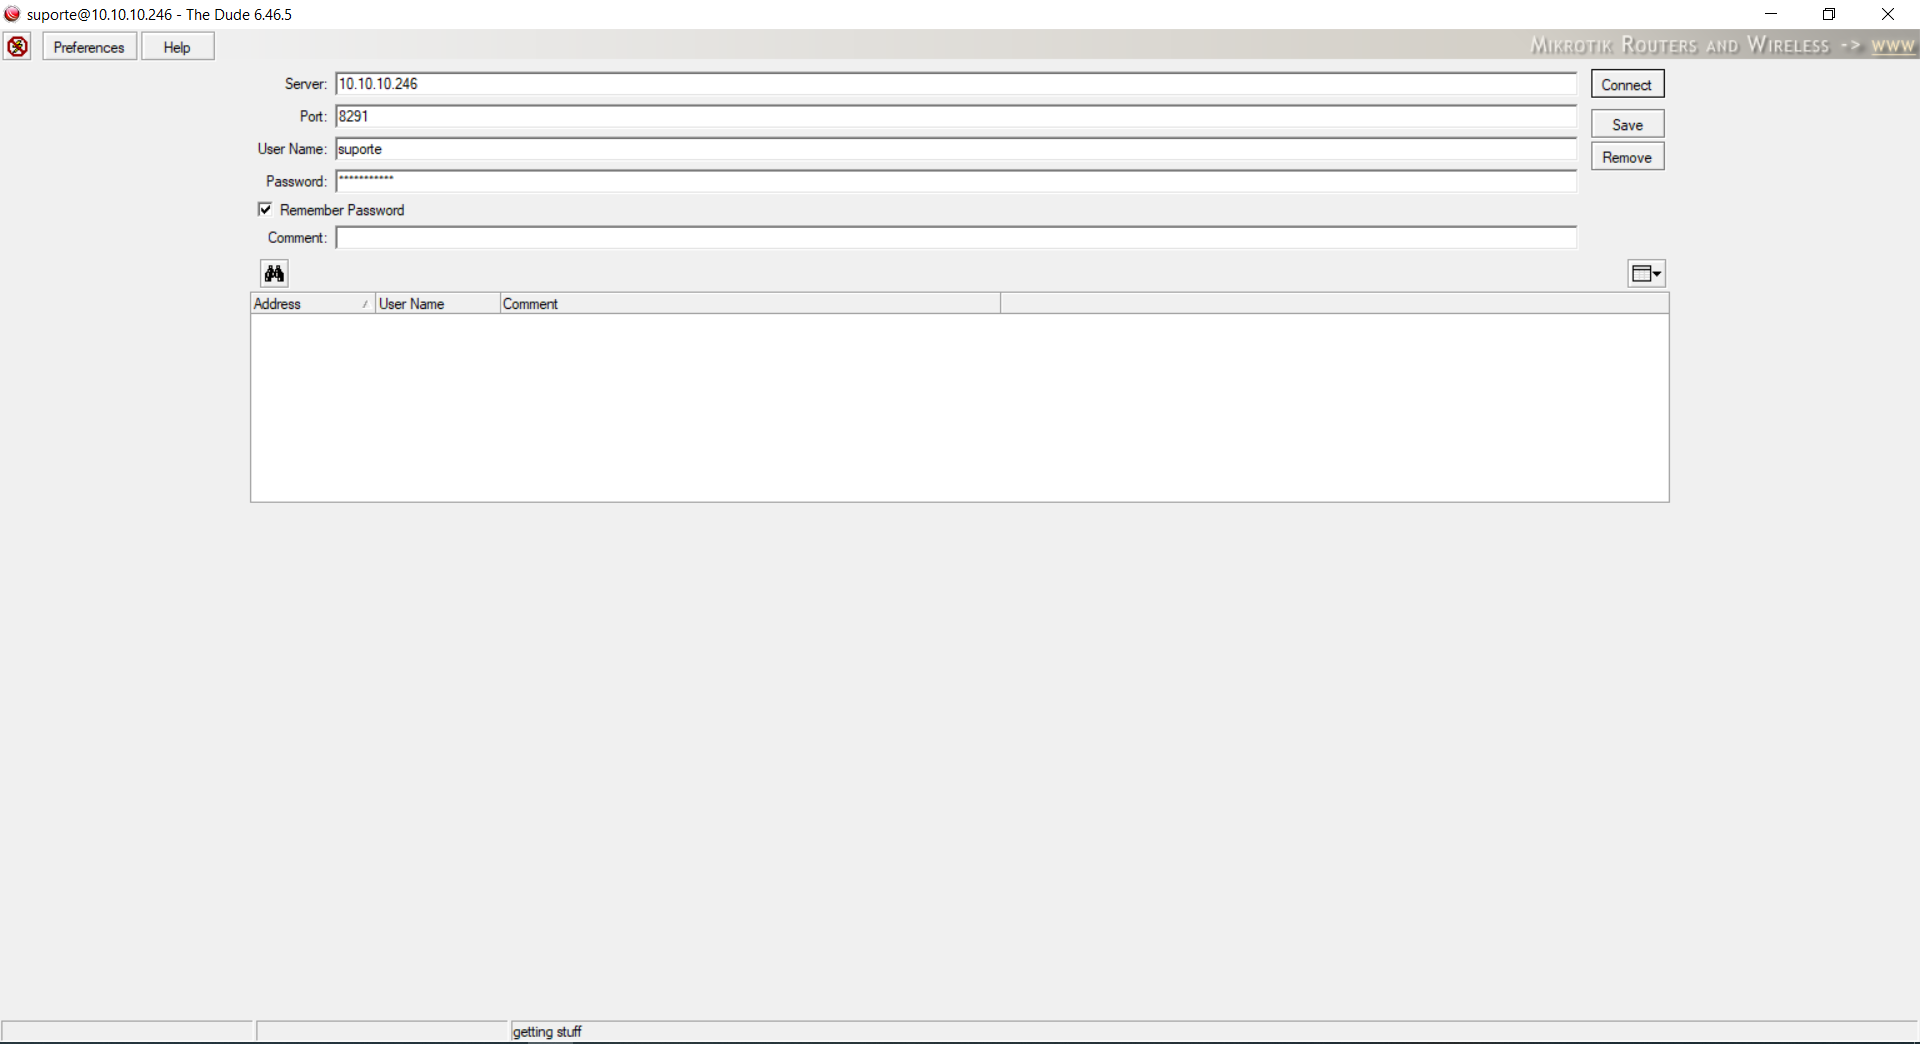 suporte@10.10.10.246 - The Dude 6.46.5
Preferences Help MIKROTIK ROUTERS AND WIRELESS -> WWW
Server: 10.10.10.246 Connect
Port: 8291
Save
User Name: suporte
Remove
Password: ***********
Remember Password
Comment:
Address User Name Comment
getting stuff